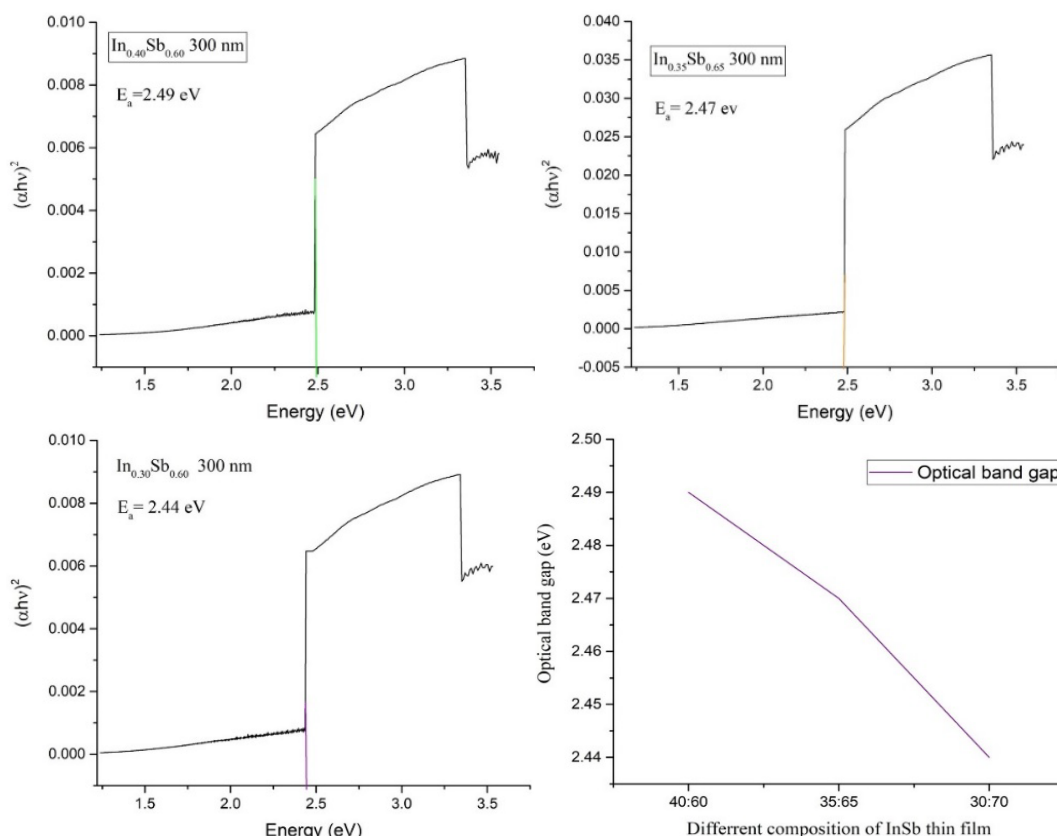 In0.40Sb0.60 300 nm
Ea=2.49 eV
0.010
0.008
0.006
0.004
0.002
0.000
(αhν)²
1.5 2.0 2.5 3.0 3.5
Energy (eV)
In0.35Sb0.65 300 nm
Ea= 2.47 ev
0.040
0.035
0.030
0.025
0.020
0.015
0.010
0.005
0.000
-0.005
(αhν)²
1.5 2.0 2.5 3.0 3.5
Energy (eV)
In0.30Sb0.60 300 nm
Ea= 2.44 eV
0.010
0.008
0.006
0.004
0.002
0.000
(αhν)²
1.5 2.0 2.5 3.0 3.5
Energy (eV)
Optical band gap
2.50
2.49
2.48
2.47
2.46
2.45
2.44
Optical band gap (eV)
40:60 35:65 30:70
Differrent composition of InSb thin film